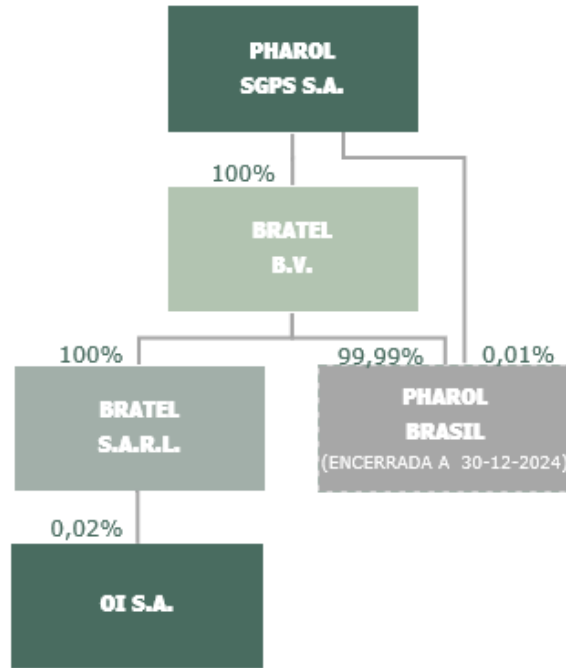 PHAROL
SGPS S.A.
100%
BRATEL
B.V.
100%
99,99%
0,01%
BRATEL
S.A.R.L.
PHAROL
BRASIL
(ENCERRADA A 30-12-2024)
0,02%
OI S.A.